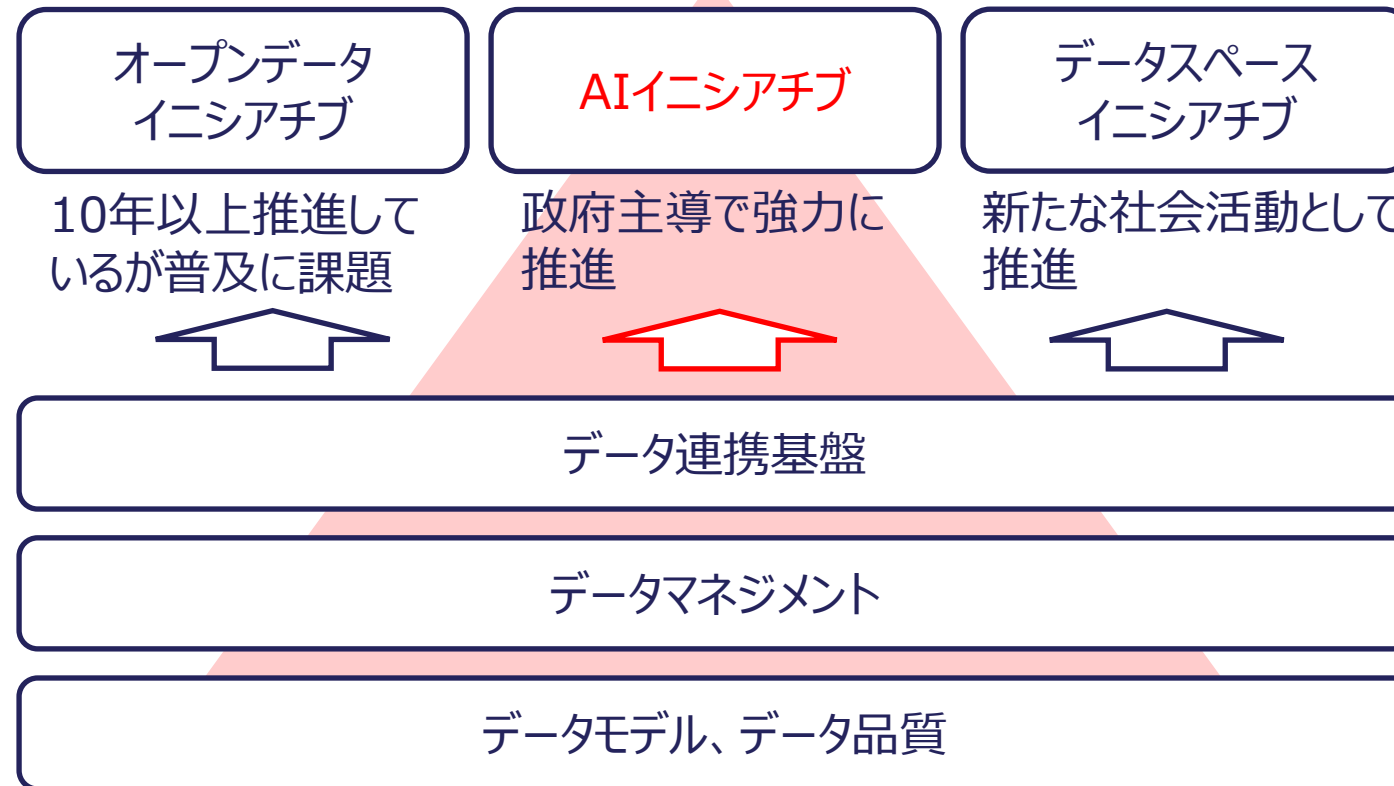 オープンデータ
イニシアチブ
AIイニシアチブ
データスペース
イニシアチブ
10年以上推進して
いるが普及に課題
政府主導で強力に
推進
新たな社会活動として
推進
データ連携基盤
データマネジメント
データモデル、データ品質